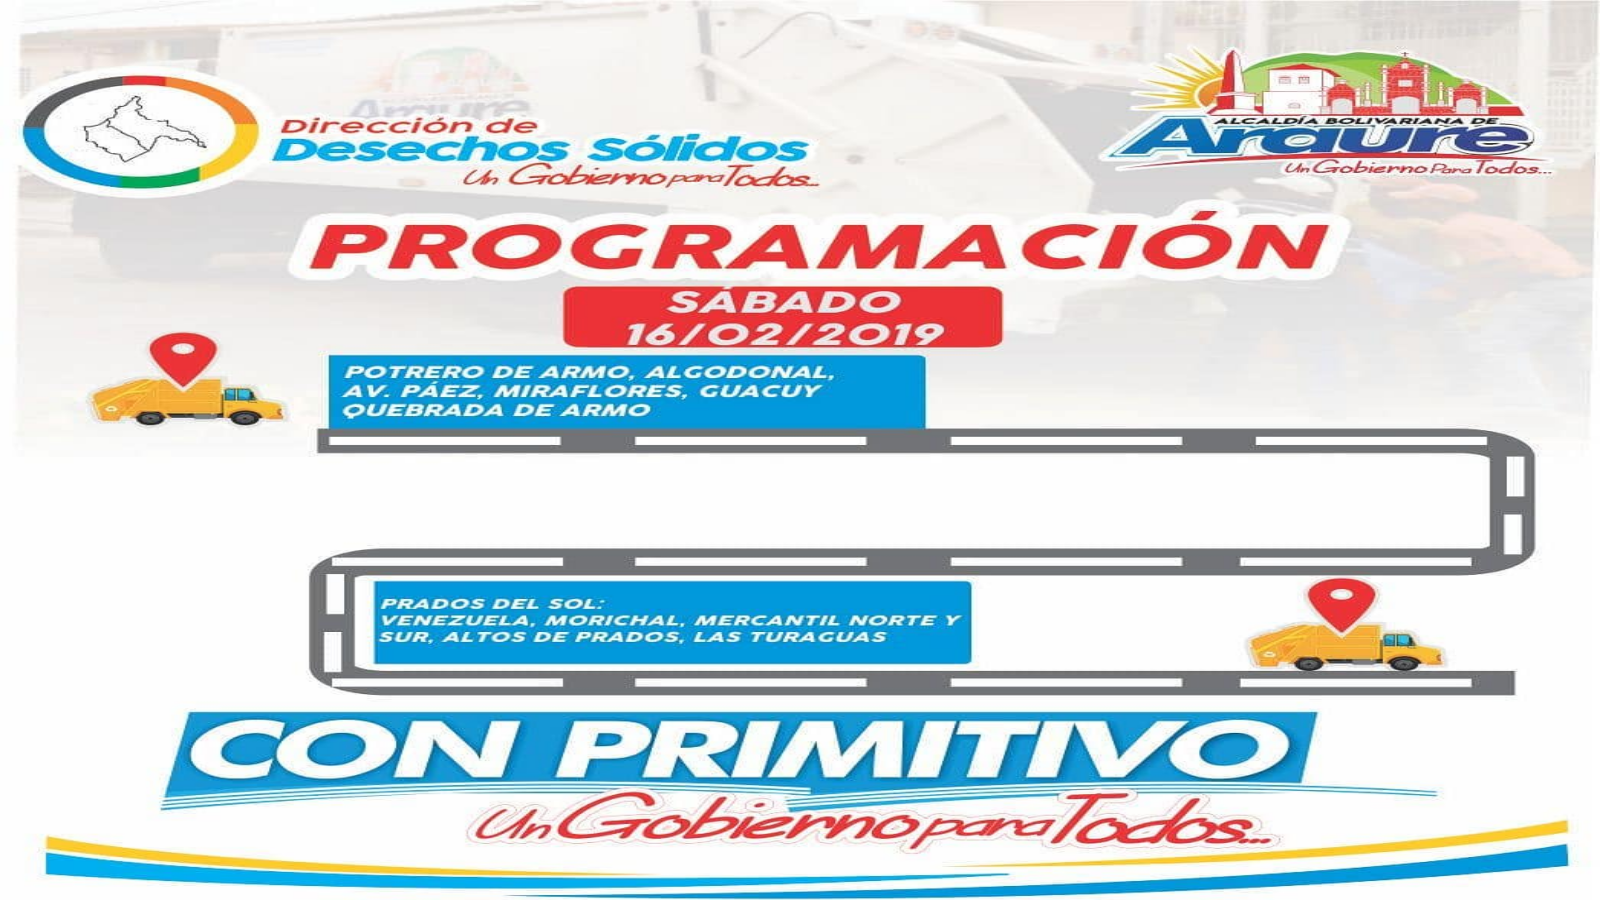 Dirección de
Desechos Sólidos
Un Gobierno para Todos...
Araure
ALCALDÍA BOLIVARIANA DE
Araure
Un Gobierno Para Todos...
PROGRAMACIÓN
SÁBADO
16/02/2019
POTRERO DE ARMO, ALGODONAL,
AV. PÁEZ, MIRAFLORES, GUACUY
QUEBRADA DE ARMO
PRADOS DEL SOL:
VENEZUELA, MORICHAL, MERCANTIL NORTE Y
SUR, ALTOS DE PRADOS, LAS TURAGUAS
CON PRIMITIVO
Un Gobierno para Todos...